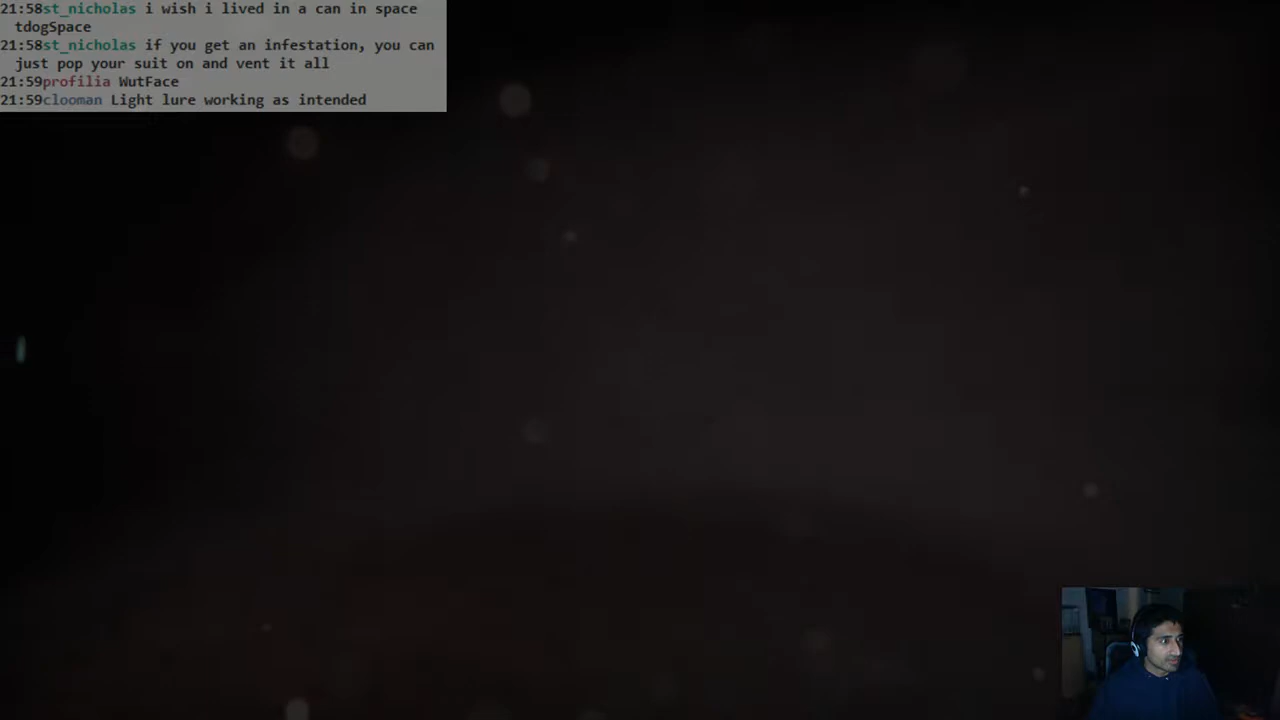 21:58st_nicholas i wish i lived in a can in space
tdogSpace
21:58st_nicholas if you get an infestation, you can
just pop your suit on and vent it all
21:59profilia WutFace
21:59clooman Light lure working as intended